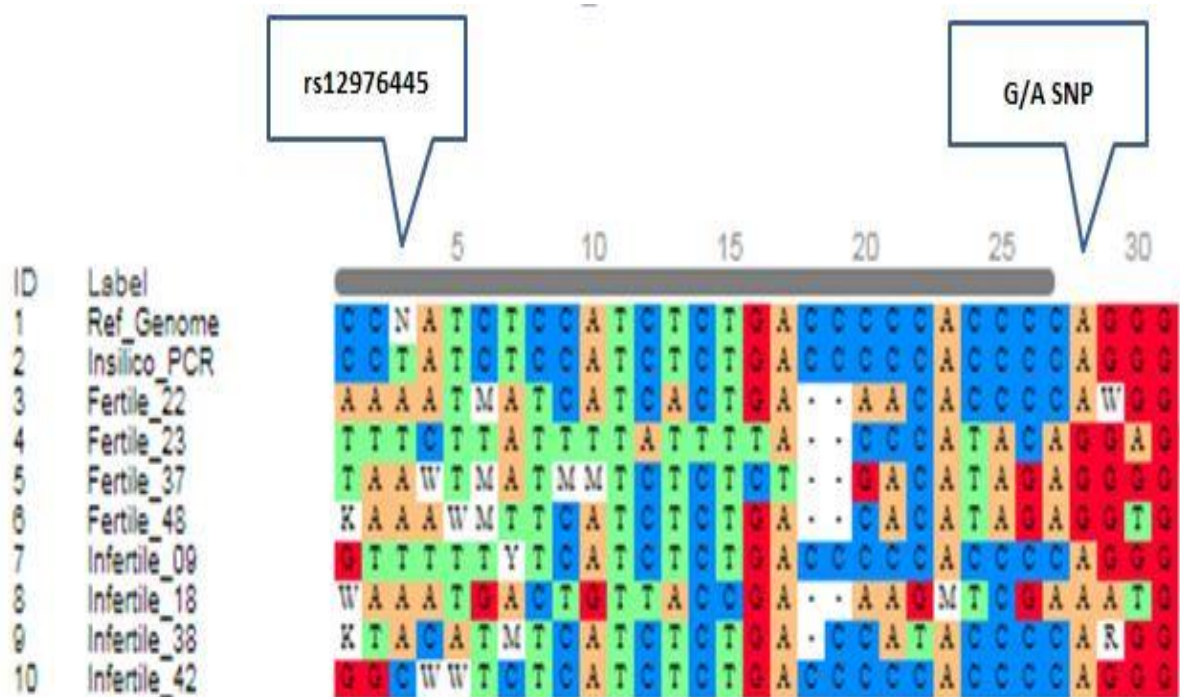 rs12976445
G/A SNP
5 10 15 20 25 30
ID Label
1 Ref_Genome C C N A T C T C C A T C T C T G A C C C C C A C C C C A G G G
2 Insilico_PCR C C T A T C T C C A T C T C T G A C C C C C A C C C C A G G G
3 Fertile_22 A A A A T M A T C A T C A C T G A - - A A C A C C C C A W G G
4 Fertile_23 T T T C T T A T T T T A T T T T A - - C C C A T A C A G G A G
5 Fertile_37 T A A W T M A T M M T C T C T C T - - G A C A T A G A G G G G
6 Fertile_48 K A A A W M T T C A T C T C T G A - - C A C A T A G A G G T G
7 Infertile_09 G T T T T T Y T C A T C T C T G A C C C C C A C C C C A G G G
8 Infertile_18 W A A A T G A C T G T T A C C G A - - A A G M T C G A A A T G
9 Infertile_38 K T A C A T M T C A T C T C T G A - C C A T A C C C C A R G G
10 Infertile_42 G G C W W T C T C A T C T C T G A C C C C C A C C C C A G G G